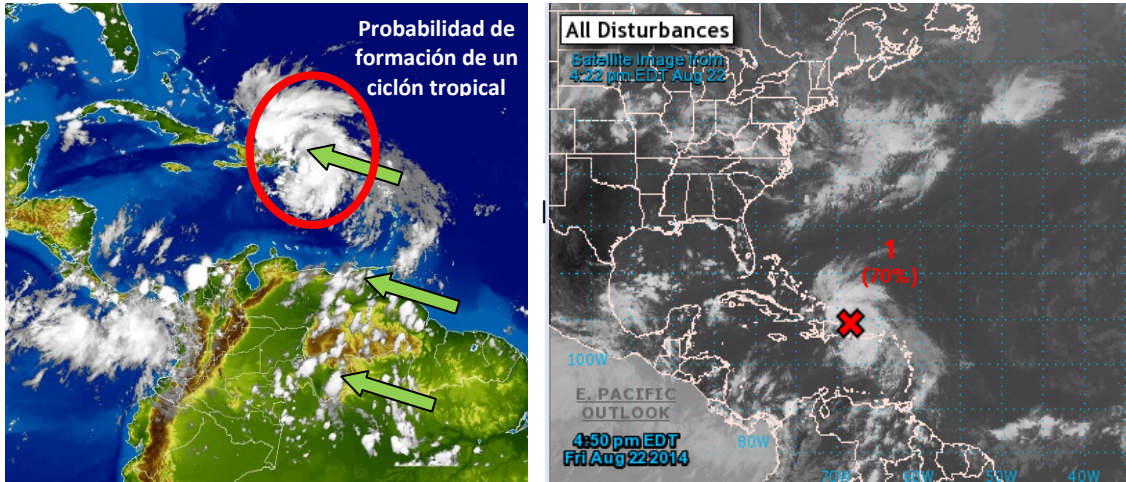 Probabilidad de
formación de un
ciclón tropical
All Disturbances
Satellite Image from
4:22 pm EDT Aug 22
1
(70%)
100W
E. PACIFIC
OUTLOOK
4:50 pm EDT
Fri Aug 22 2014
80W
70W
60W
50W
40W